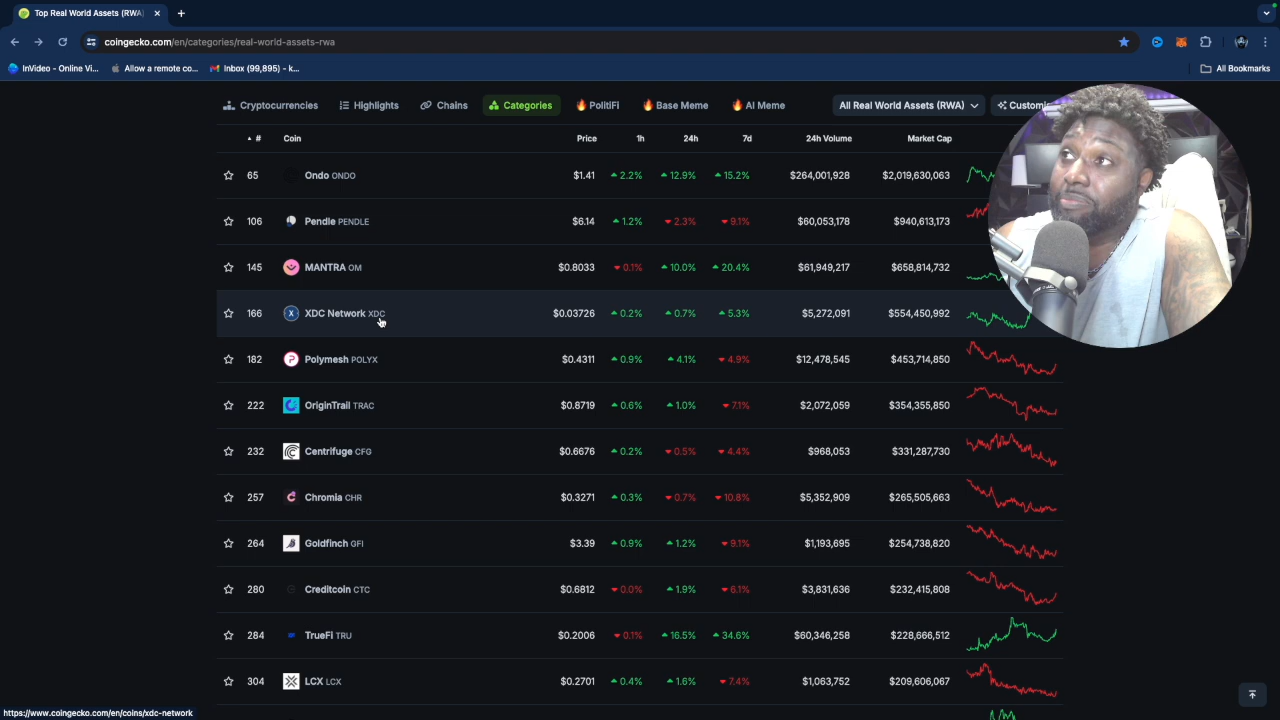 Top Real World Assets (RWA)
coingecko.com/en/categories/real-world-assets-rwa
InVideo - Online Vi... Allow a remote co... Inbox (99,895) - k... All Bookmarks
Cryptocurrencies Highlights Chains Categories PolitiFi Base Meme AI Meme All Real World Assets (RWA)
# Coin Price 1h 24h 7d 24h Volume Market Cap
65 Ondo ONDO $1.41 2.2% 12.9% 15.2% $264,001,928 $2,019,630,063
106 Pendle PENDLE $6.14 1.2% 2.3% 9.1% $60,053,178 $940,613,173
145 MANTRA OM $0.8033 0.1% 10.0% 20.4% $61,949,217 $658,814,732
166 XDC Network XDC $0.03726 0.2% 0.7% 5.3% $5,272,091 $554,450,992
182 Polymesh POLYX $0.4311 0.9% 4.1% 4.9% $12,478,545 $453,714,850
222 OriginTrail TRAC $0.8719 0.6% 1.0% 7.1% $2,072,059 $354,355,850
232 Centrifuge CFG $0.6676 0.2% 0.5% 4.4% $968,053 $331,287,730
257 Chromia CHR $0.3271 0.3% 0.7% 10.8% $5,352,909 $265,505,663
264 Goldfinch GFI $3.39 0.9% 1.2% 9.1% $1,193,695 $254,738,820
280 Creditcoin CTC $0.6812 0.0% 1.9% 6.1% $3,831,636 $232,415,808
284 TrueFi TRU $0.2006 0.1% 16.5% 34.6% $60,346,258 $228,666,512
304 LCX LCX $0.2701 0.4% 1.6% 7.4% $1,063,752 $209,606,067
https://www.coingecko.com/en/coins/xdc-network